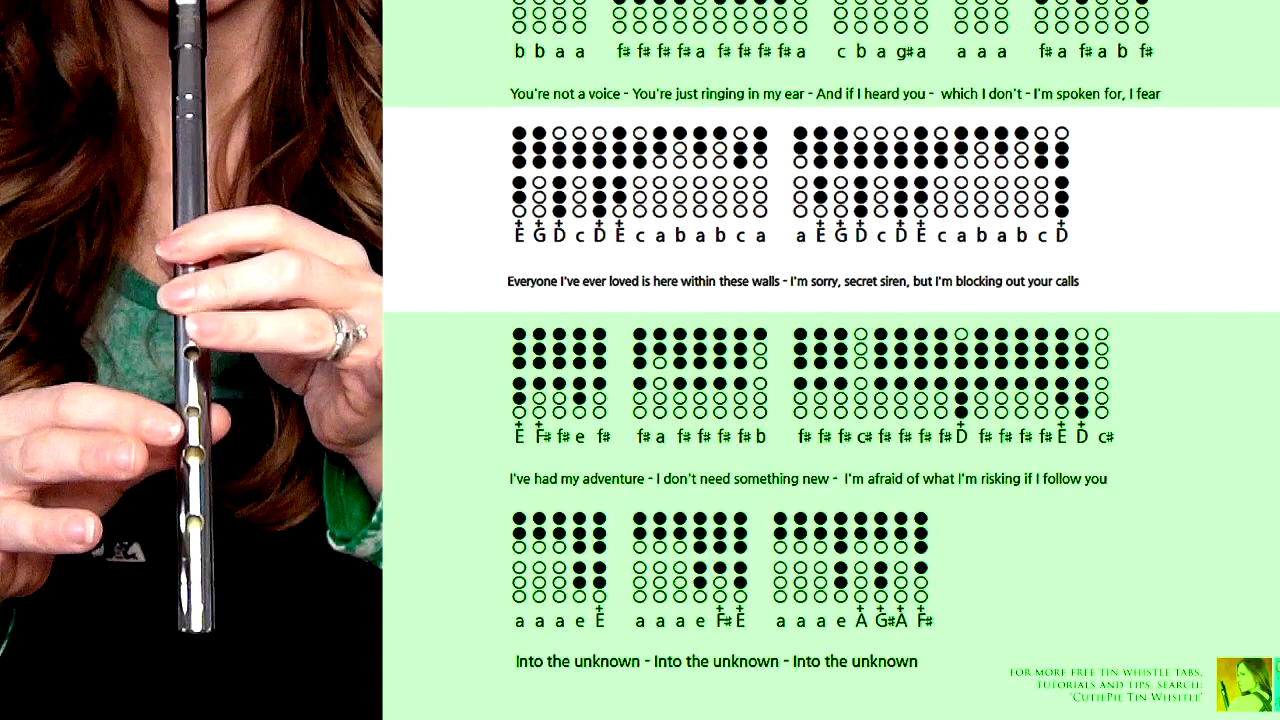 b b a a f# f# f# f# a f# f# f# f# a c b a g# a a a a f# a f# a b f#
You're not a voice - You're just ringing in my ear - And if I heard you - which I don't - I'm spoken for, I fear
+ + + + +   + + + + +
E G D c D E c a b a b c a a E G D c D E c a b a b c D
Everyone I've ever loved is here within these walls - I'm sorry, secret siren, but I'm blocking out your calls
+ + + + +
E F# f# e f# f# a f# f# f# f# b f# f# f# c# f# f# f# f# D f# f# f# f# E D c#
I've had my adventure - I don't need something new - I'm afraid of what I'm risking if I follow you
+ + + + + + +
a a a e E a a a e F# E a a a e A G# A F#
Into the unknown - Into the unknown - Into the unknown
FOR MORE FREE TIN WHISTLE TABS,
TUTORIALS AND TIPS, SEARCH:
'CUTIEPIE TIN WHSITLE'